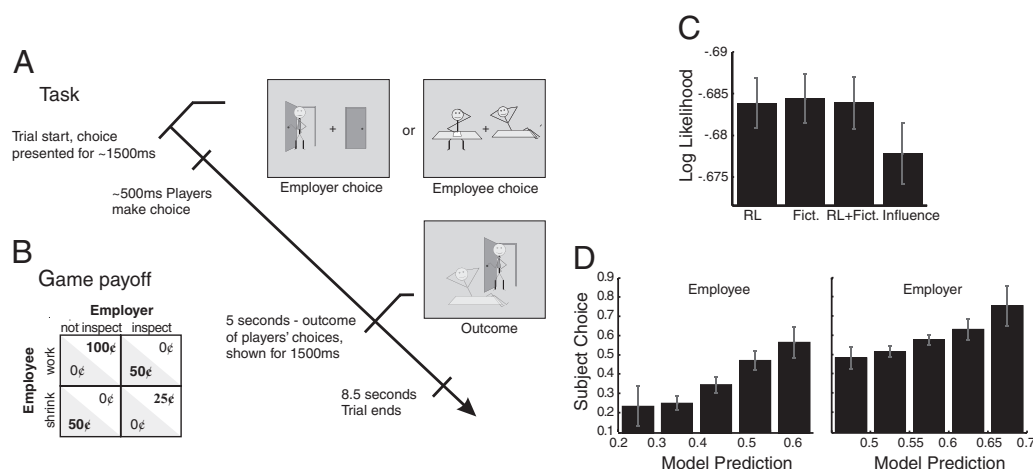 A
Task
Trial start, choice
presented for ~1500ms
~500ms Players
make choice
+
or
+
Employer choice
Employee choice
Outcome
5 seconds - outcome
of players' choices,
shown for 1500ms
8.5 seconds
Trial ends
B
Game payoff
Employer
not inspect inspect
Employee
work
shrink
100¢ 0¢
0¢ 50¢
0¢ 25¢
50¢ 0¢
C
Log Likelihood
-.69
-.685
-.68
-.675
RL Fict. RL+Fict. Influence
D
Subject Choice
0.9
0.8
0.7
0.6
0.5
0.4
0.3
0.2
0.1
Employee
0.2 0.3 0.4 0.5 0.6
Model Prediction
Employer
0.5 0.55 0.6 0.65 0.7
Model Prediction